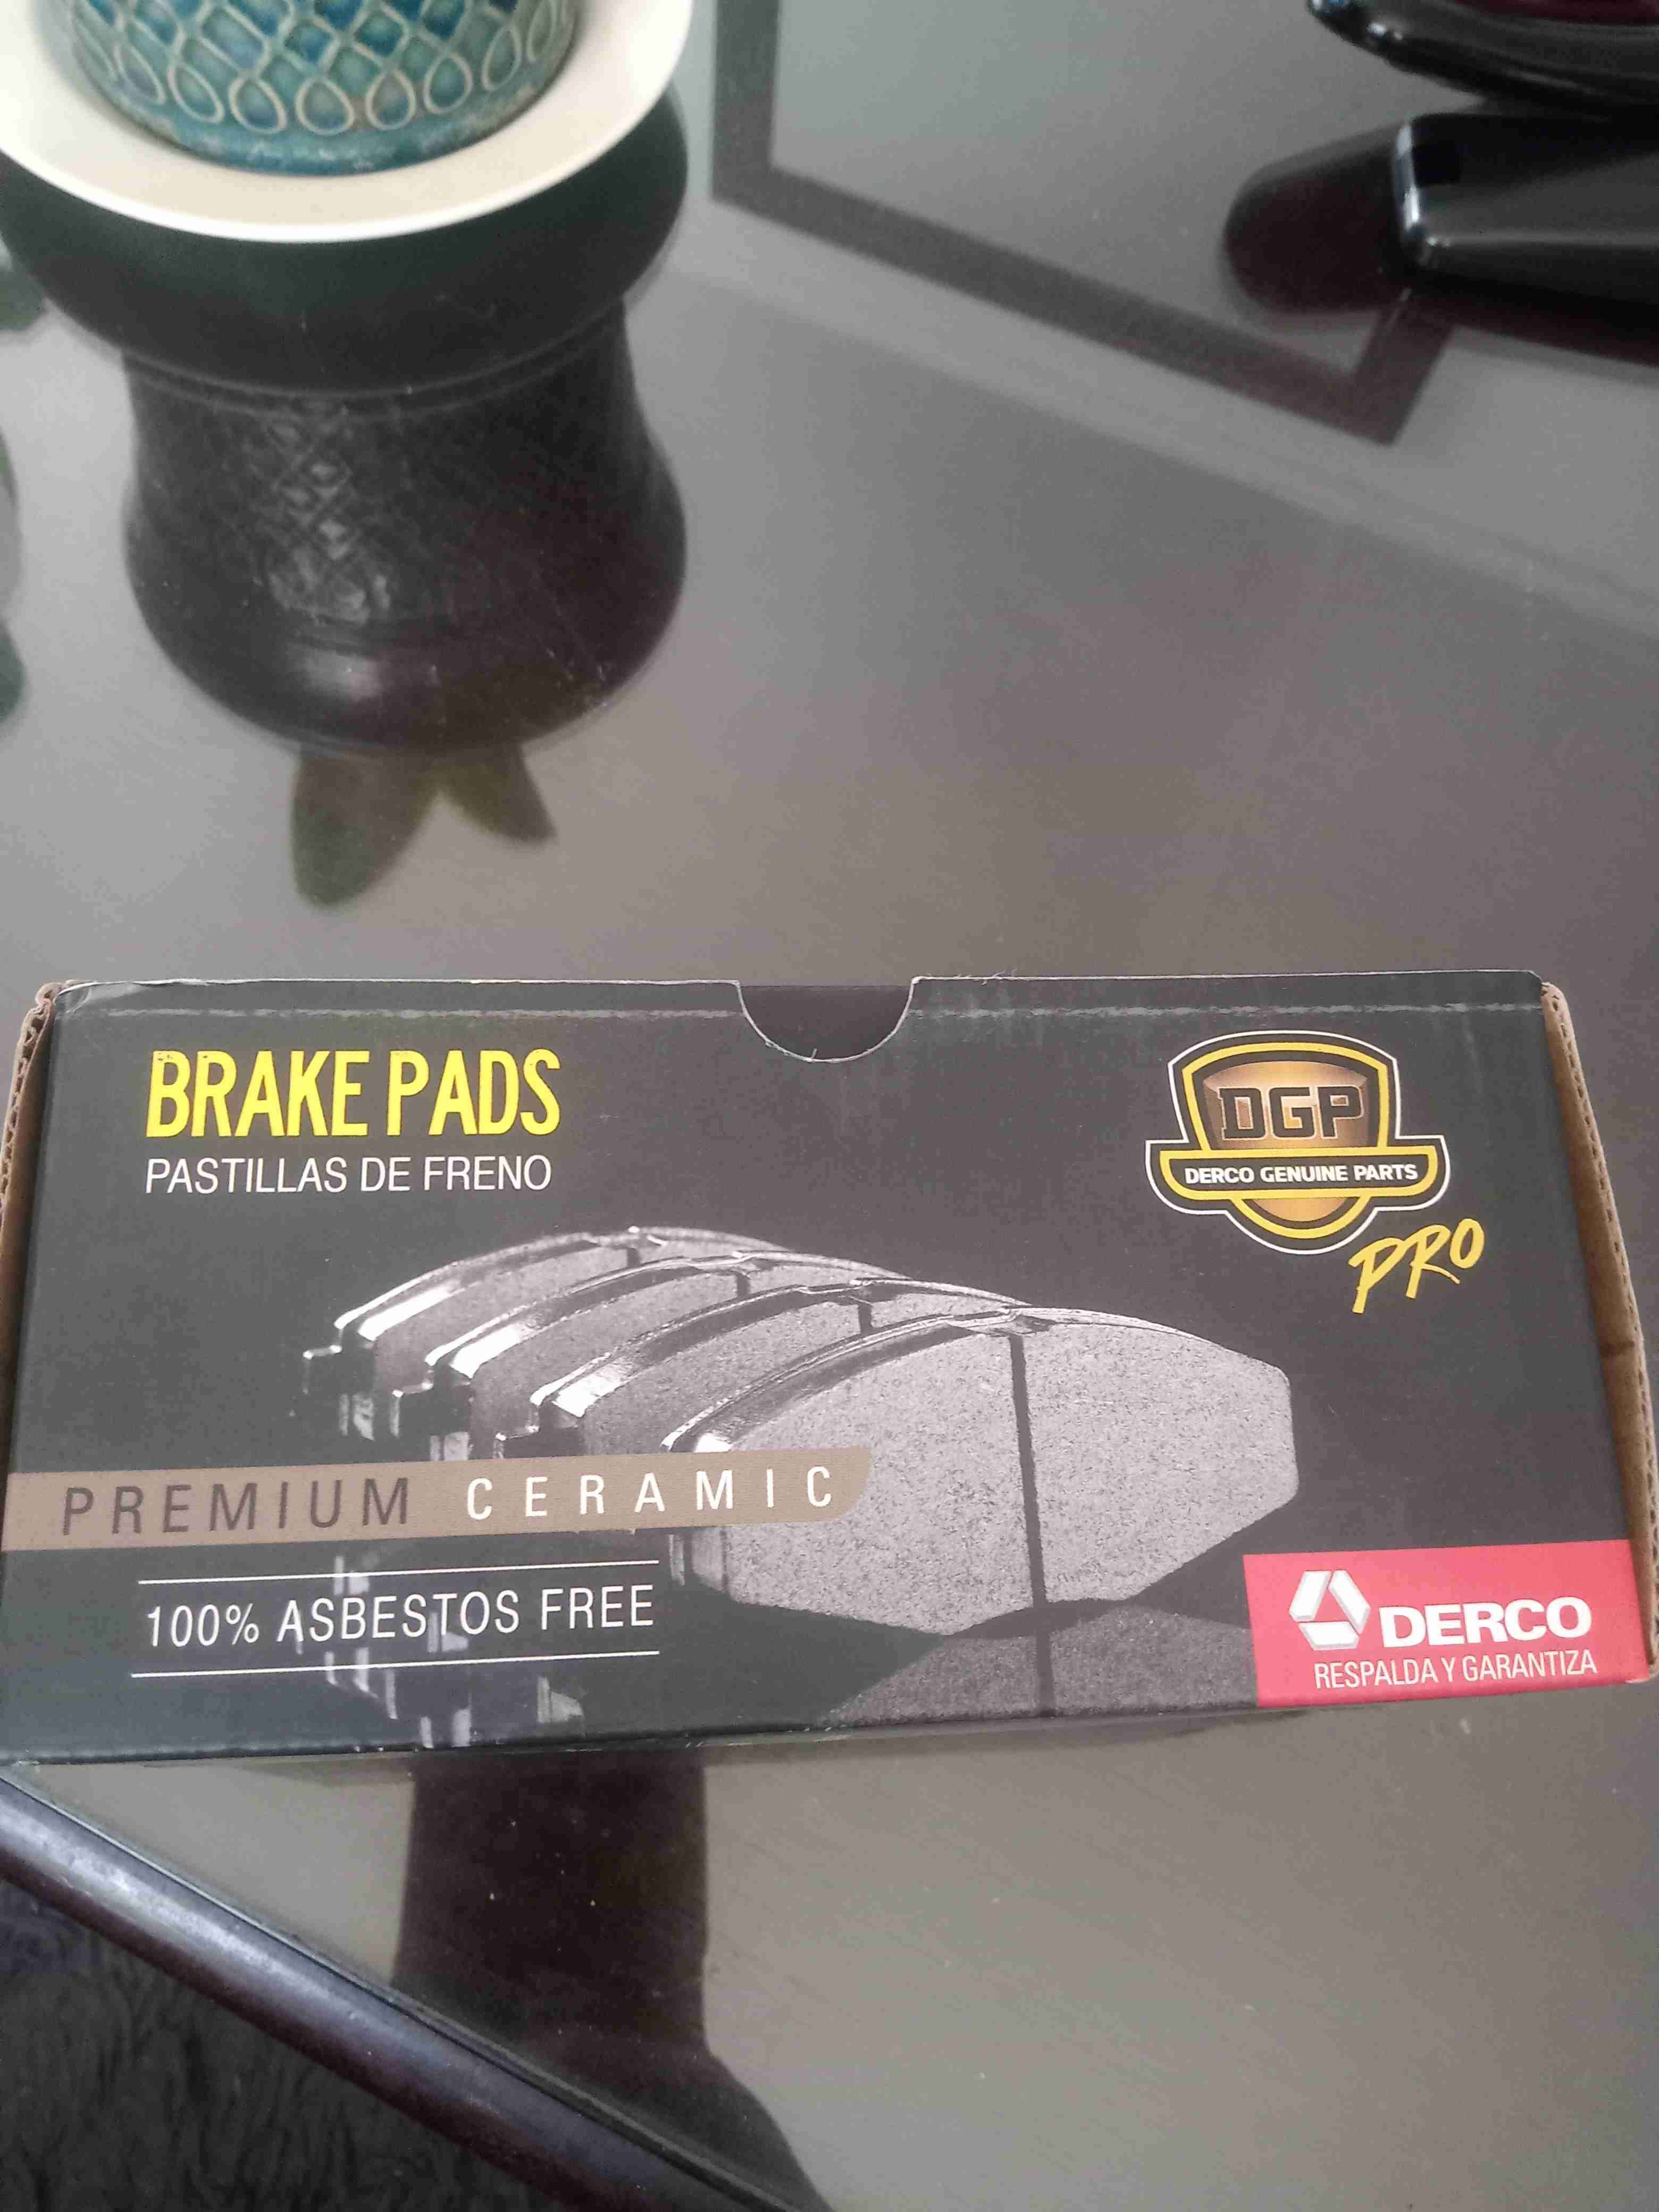 BRAKE PADS
PASTILLAS DE FRENO
DGP
DERCO GENUINE PARTS
PRO
PREMIUM CERAMIC
100% ASBESTOS FREE
DERCO
RESPALDA Y GARANTIZA